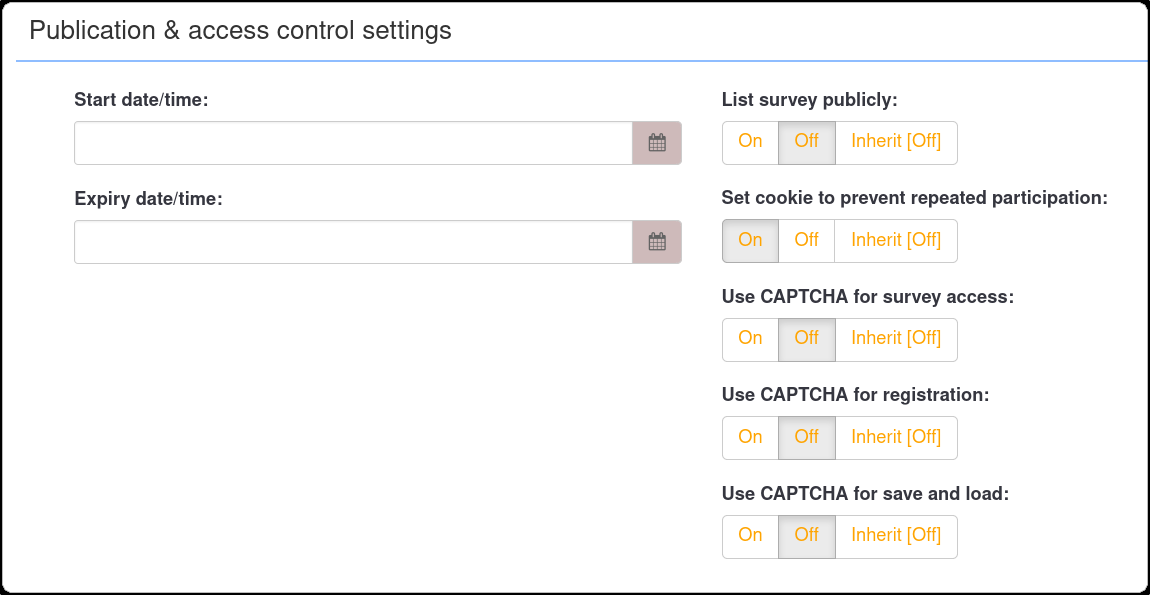 Publication & access control settings
Start date/time:
Expiry date/time:
List survey publicly:
On Off Inherit [Off]
Set cookie to prevent repeated participation:
On Off Inherit [Off]
Use CAPTCHA for survey access:
On Off Inherit [Off]
Use CAPTCHA for registration:
On Off Inherit [Off]
Use CAPTCHA for save and load:
On Off Inherit [Off]